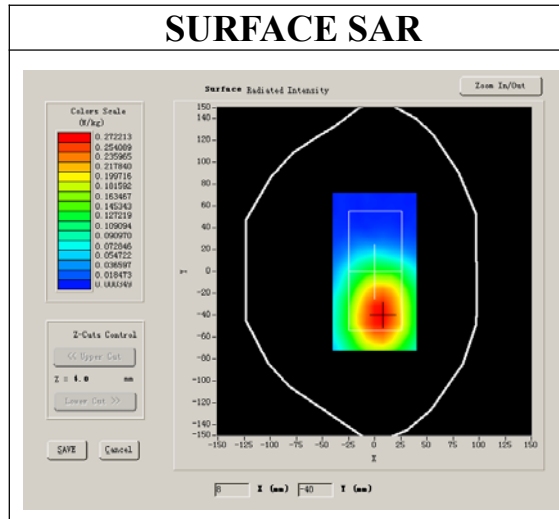 SURFACE SAR
Surface Radiated Intensity
Zoom In/Out
Colors Scale
(W/kg)
0.272213
0.254089
0.235965
0.217840
0.199716
0.181592
0.163467
0.145343
0.127219
0.109094
0.090970
0.072846
0.054722
0.036597
0.018473
0.000349
150
140
120
100
80
60
40
20
0
-20
-40
-60
-80
-100
-120
-140
-150
Y
-150 -125 -100 -75 -50 -25 0 25 50 75 100 125 150
X
Z-Cuts Control
<< Upper Cut
Z = 4.0 mm
Lower Cut >>
SAVE Cancel
8 X (mm) -40 Y (mm)